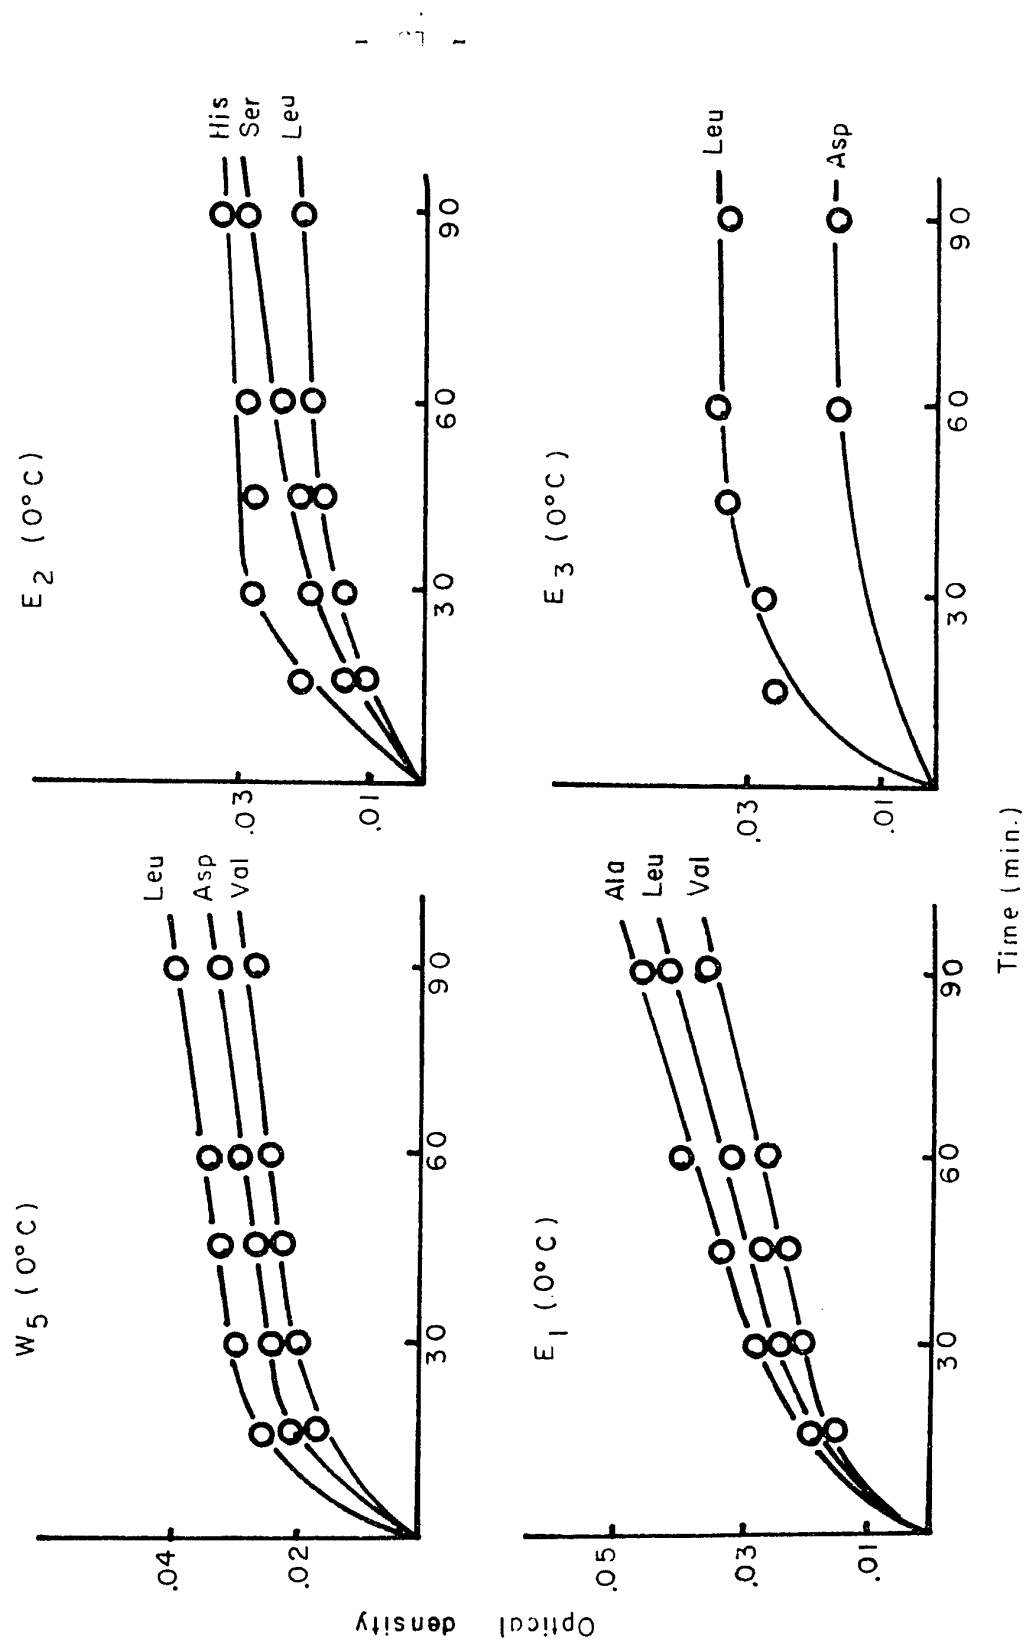 W5 (0°C)
Leu
Asp
Val
.04
.02
30
60
90
E2 (0°C)
His
Ser
Leu
.03
.01
30
60
90
E1 (0°C)
Ala
Leu
Val
.05
.03
.01
30
60
90
E3 (0°C)
Leu
Asp
.03
.01
30
60
90
Optical
density
Time (min.)